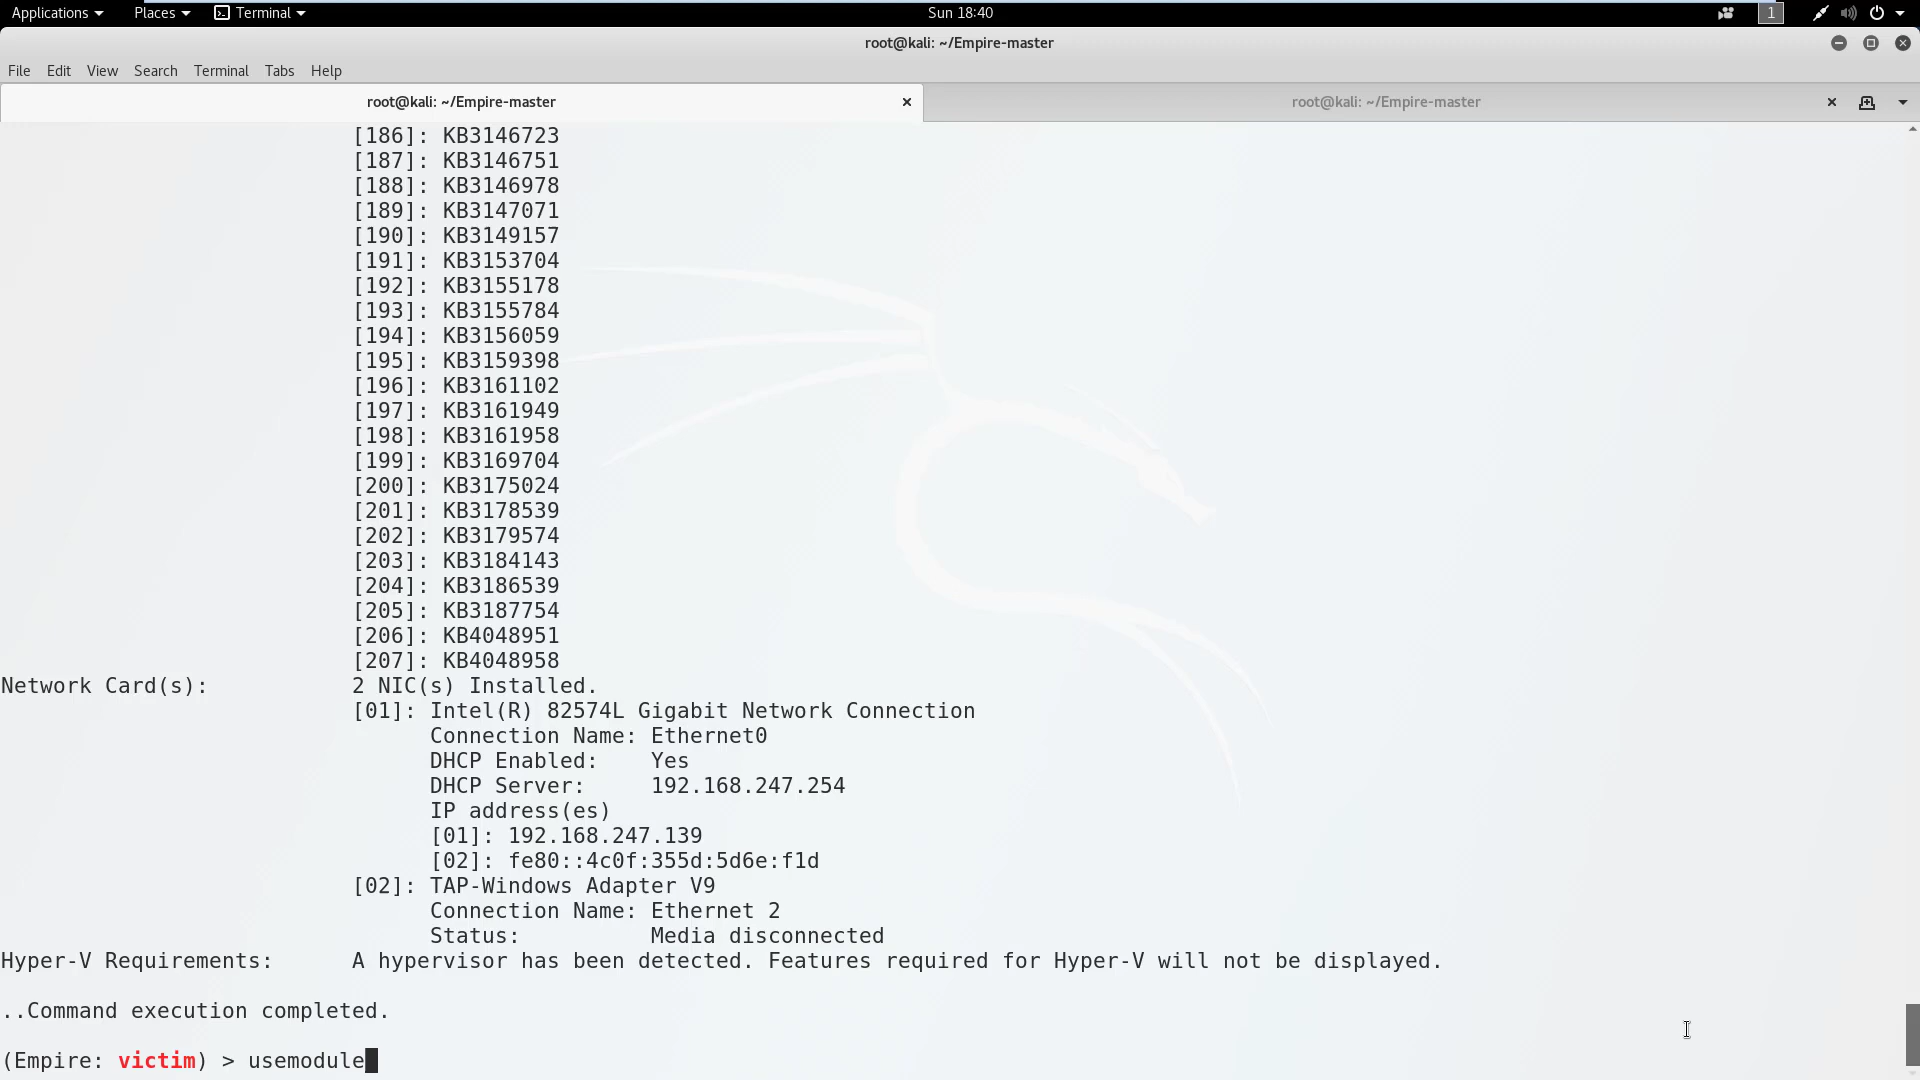 Applications Places Terminal Sun 18:40 1
root@kali: ~/Empire-master
File Edit View Search Terminal Tabs Help
root@kali: ~/Empire-master root@kali: ~/Empire-master
[186]: KB3146723
[187]: KB3146751
[188]: KB3146978
[189]: KB3147071
[190]: KB3149157
[191]: KB3153704
[192]: KB3155178
[193]: KB3155784
[194]: KB3156059
[195]: KB3159398
[196]: KB3161102
[197]: KB3161949
[198]: KB3161958
[199]: KB3169704
[200]: KB3175024
[201]: KB3178539
[202]: KB3179574
[203]: KB3184143
[204]: KB3186539
[205]: KB3187754
[206]: KB4048951
[207]: KB4048958
Network Card(s): 2 NIC(s) Installed.
[01]: Intel(R) 82574L Gigabit Network Connection
Connection Name: Ethernet0
DHCP Enabled: Yes
DHCP Server: 192.168.247.254
IP address(es)
[01]: 192.168.247.139
[02]: fe80::4c0f:355d:5d6e:f1d
[02]: TAP-Windows Adapter V9
Connection Name: Ethernet 2
Status: Media disconnected
Hyper-V Requirements: A hypervisor has been detected. Features required for Hyper-V will not be displayed.
..Command execution completed.
(Empire: victim) > usemodule